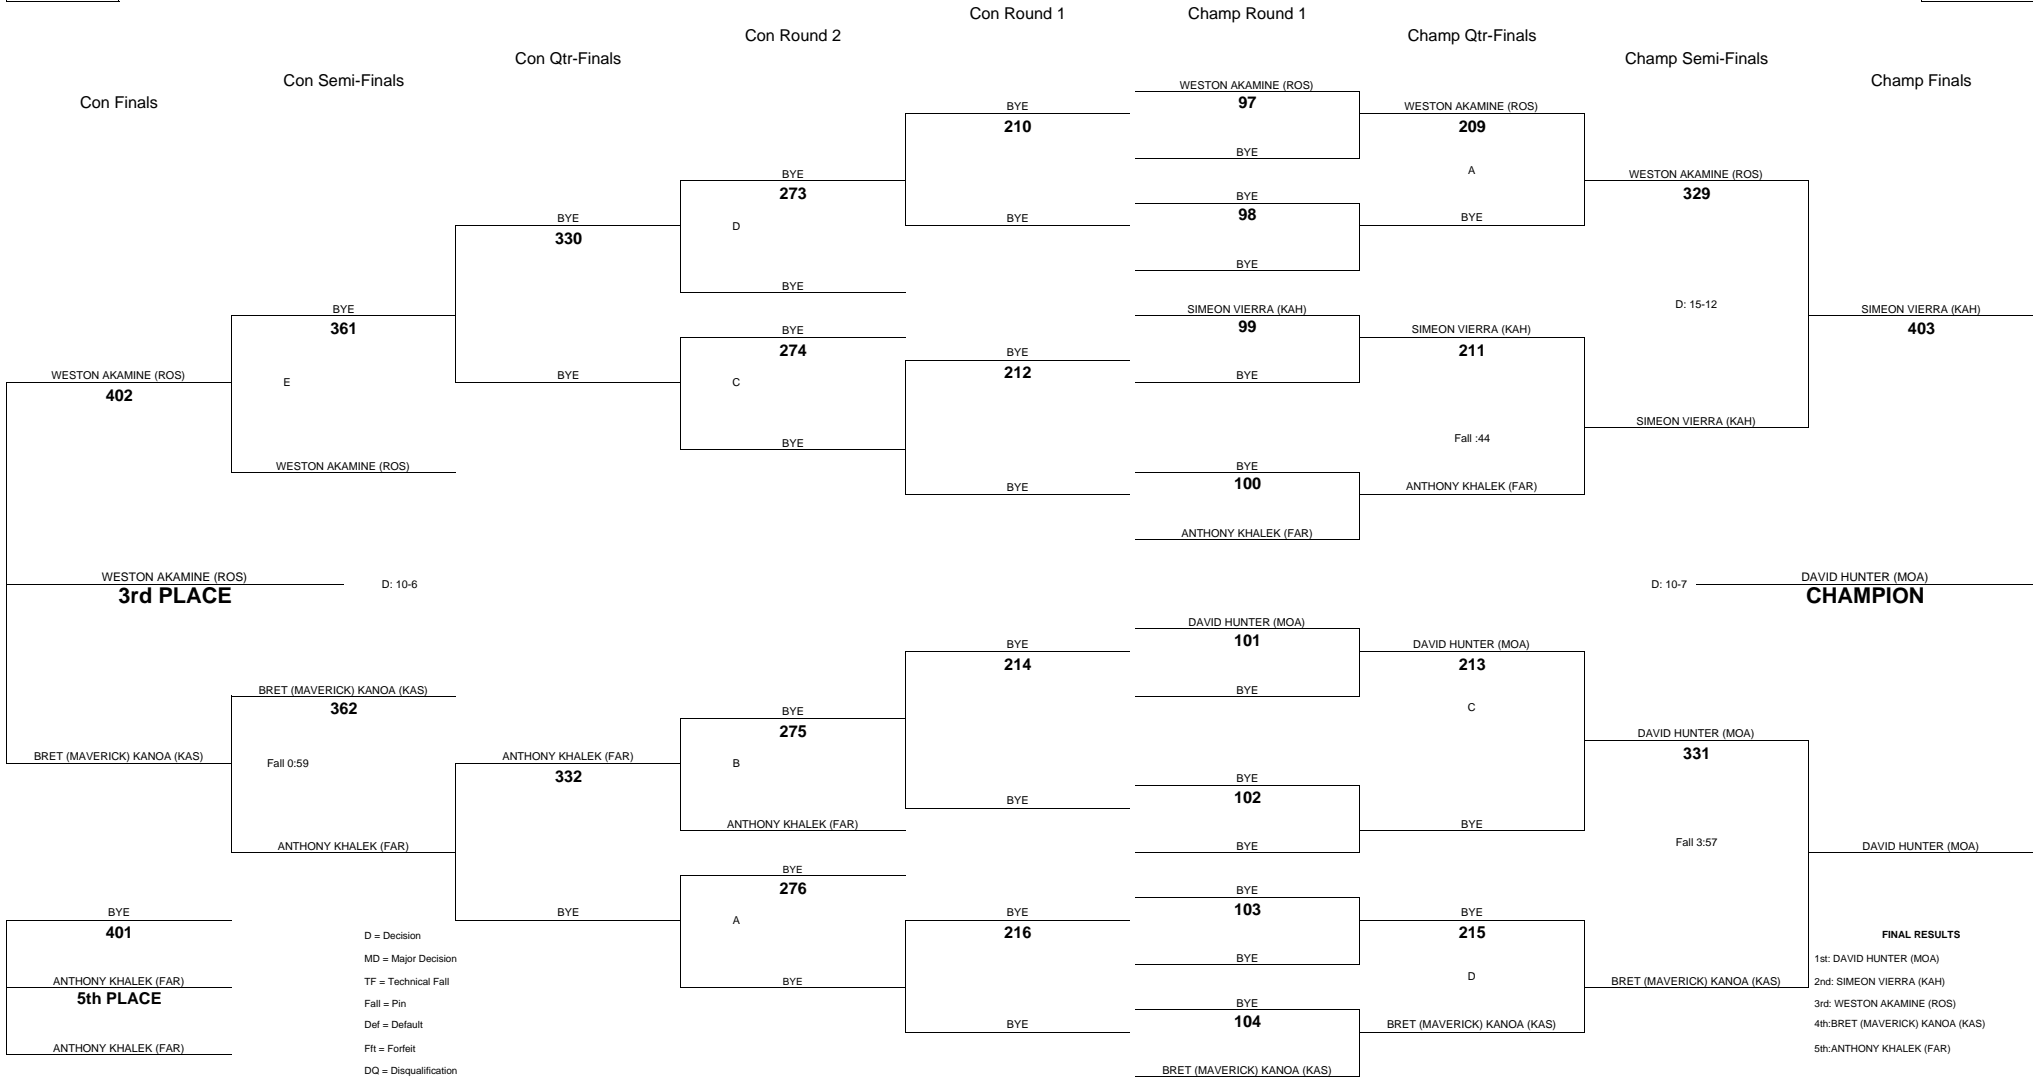 Con Round 1
Champ Round 1
Con Round 2
Champ Qtr-Finals
Con Qtr-Finals
Champ Semi-Finals
Con Semi-Finals
Champ Finals
Con Finals
WESTON AKAMINE (ROS)
97
BYE
210
WESTON AKAMINE (ROS)
209
BYE
A
BYE
273
WESTON AKAMINE (ROS)
329
BYE
98
BYE
330
D
BYE
BYE
BYE
BYE
D: 15-12
BYE
361
SIMEON VIERRA (KAH)
99
SIMEON VIERRA (KAH)
403
BYE
274
SIMEON VIERRA (KAH)
211
BYE
212
WESTON AKAMINE (ROS)
402
E
BYE
C
BYE
SIMEON VIERRA (KAH)
BYE
Fall :44
WESTON AKAMINE (ROS)
BYE
100
BYE
ANTHONY KHALEK (FAR)
ANTHONY KHALEK (FAR)
WESTON AKAMINE (ROS)
3rd PLACE
D: 10-6
D: 10-7
DAVID HUNTER (MOA)
CHAMPION
DAVID HUNTER (MOA)
101
BYE
214
DAVID HUNTER (MOA)
213
BRET (MAVERICK) KANOA (KAS)
362
BYE
C
BYE
275
DAVID HUNTER (MOA)
331
BRET (MAVERICK) KANOA (KAS)
Fall 0:59
ANTHONY KHALEK (FAR)
332
B
BYE
102
BYE
ANTHONY KHALEK (FAR)
BYE
ANTHONY KHALEK (FAR)
BYE
Fall 3:57
DAVID HUNTER (MOA)
BYE
276
BYE
103
BYE
401
BYE
A
BYE
216
BYE
215
D = Decision
FINAL RESULTS
MD = Major Decision
BYE
1st: DAVID HUNTER (MOA)
ANTHONY KHALEK (FAR)
5th PLACE
TF = Technical Fall
BYE
D
BRET (MAVERICK) KANOA (KAS)
2nd: SIMEON VIERRA (KAH)
Fall = Pin
BYE
104
3rd: WESTON AKAMINE (ROS)
Def = Default
BYE
BRET (MAVERICK) KANOA (KAS)
4th:BRET (MAVERICK) KANOA (KAS)
ANTHONY KHALEK (FAR)
Fft = Forfeit
5th:ANTHONY KHALEK (FAR)
DQ = Disqualification
BRET (MAVERICK) KANOA (KAS)